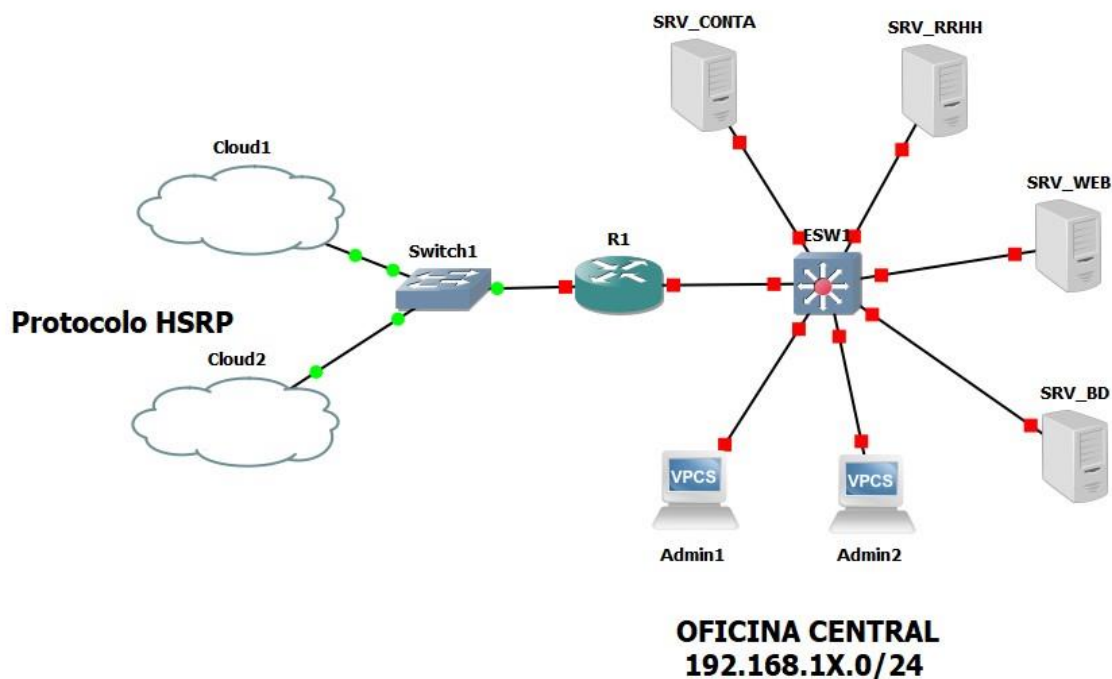 SRV_CONTA
SRV_RRHH
Cloud1
SRV_WEB
Switch1
R1
ESW1
Protocolo HSRP
Cloud2
SRV_BD
VPCS
VPCS
Admin1
Admin2
OFICINA CENTRAL
192.168.1X.0/24